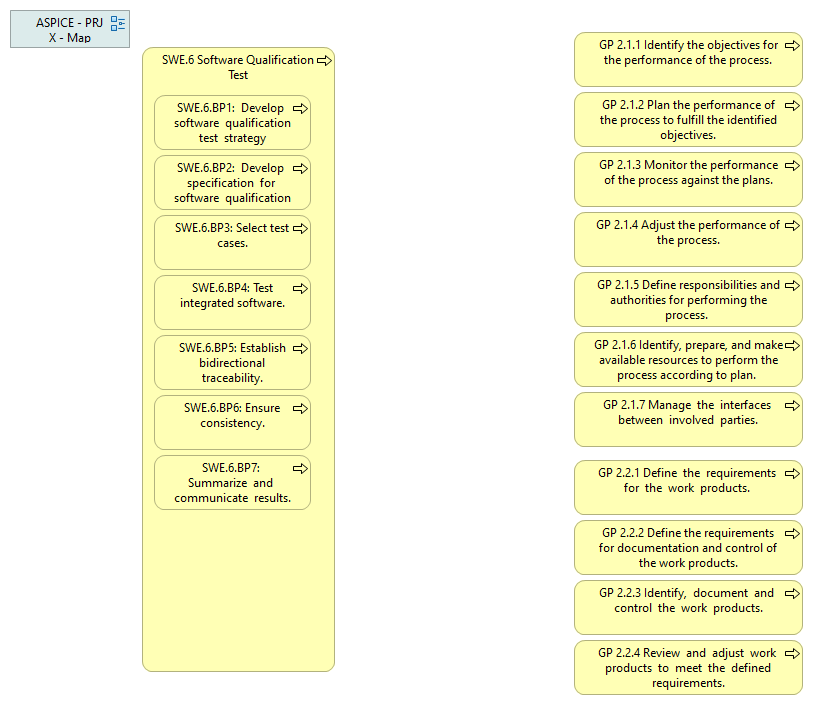 ASPICE - PRJ
X - Map
SWE.6 Software Qualification
Test
SWE.6.BP1: Develop
software qualification
test strategy
SWE.6.BP2: Develop
specification for
software qualification
SWE.6.BP3: Select test
cases.
SWE.6.BP4: Test
integrated software.
SWE.6.BP5: Establish
bidirectional
traceability.
SWE.6.BP6: Ensure
consistency.
SWE.6.BP7:
Summarize and
communicate results.
GP 2.1.1 Identify the objectives for
the performance of the process.
GP 2.1.2 Plan the performance of
the process to fulfill the identified
objectives.
GP 2.1.3 Monitor the performance
of the process against the plans.
GP 2.1.4 Adjust the performance of
the process.
GP 2.1.5 Define responsibilities and
authorities for performing the
process.
GP 2.1.6 Identify, prepare, and make
available resources to perform the
process according to plan.
GP 2.1.7 Manage the interfaces
between involved parties.
GP 2.2.1 Define the requirements
for the work products.
GP 2.2.2 Define the requirements
for documentation and control of
the work products.
GP 2.2.3 Identify, document and
control the work products.
GP 2.2.4 Review and adjust work
products to meet the defined
requirements.